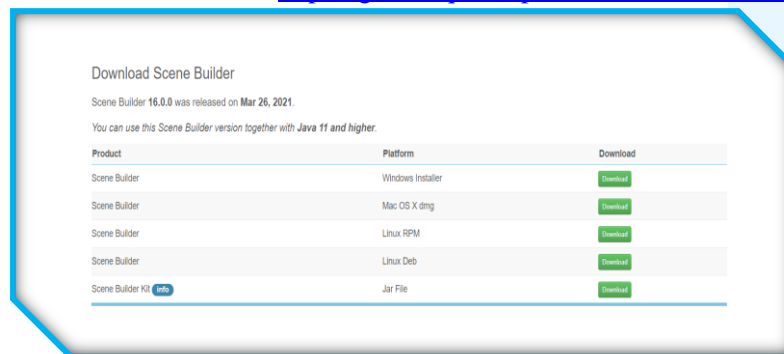 Download Scene Builder
Scene Builder 16.0.0 was released on Mar 26, 2021.
You can use this Scene Builder version together with Java 11 and higher.
Product Platform Download
Scene Builder Windows Installer Download
Scene Builder Mac OS X dmg Download
Scene Builder Linux RPM Download
Scene Builder Linux Deb Download
Scene Builder Kit info Jar File Download